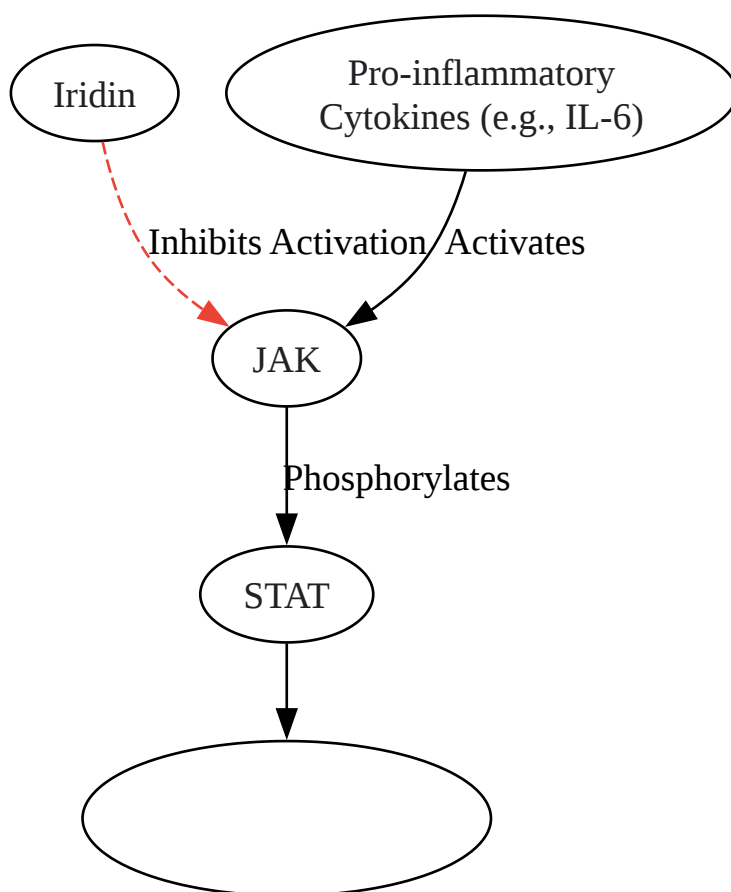 Iridin
Pro-inflammatory
Cytokines (e.g., IL-6)
Inhibits Activation
Activates
JAK
Phosphorylates
STAT